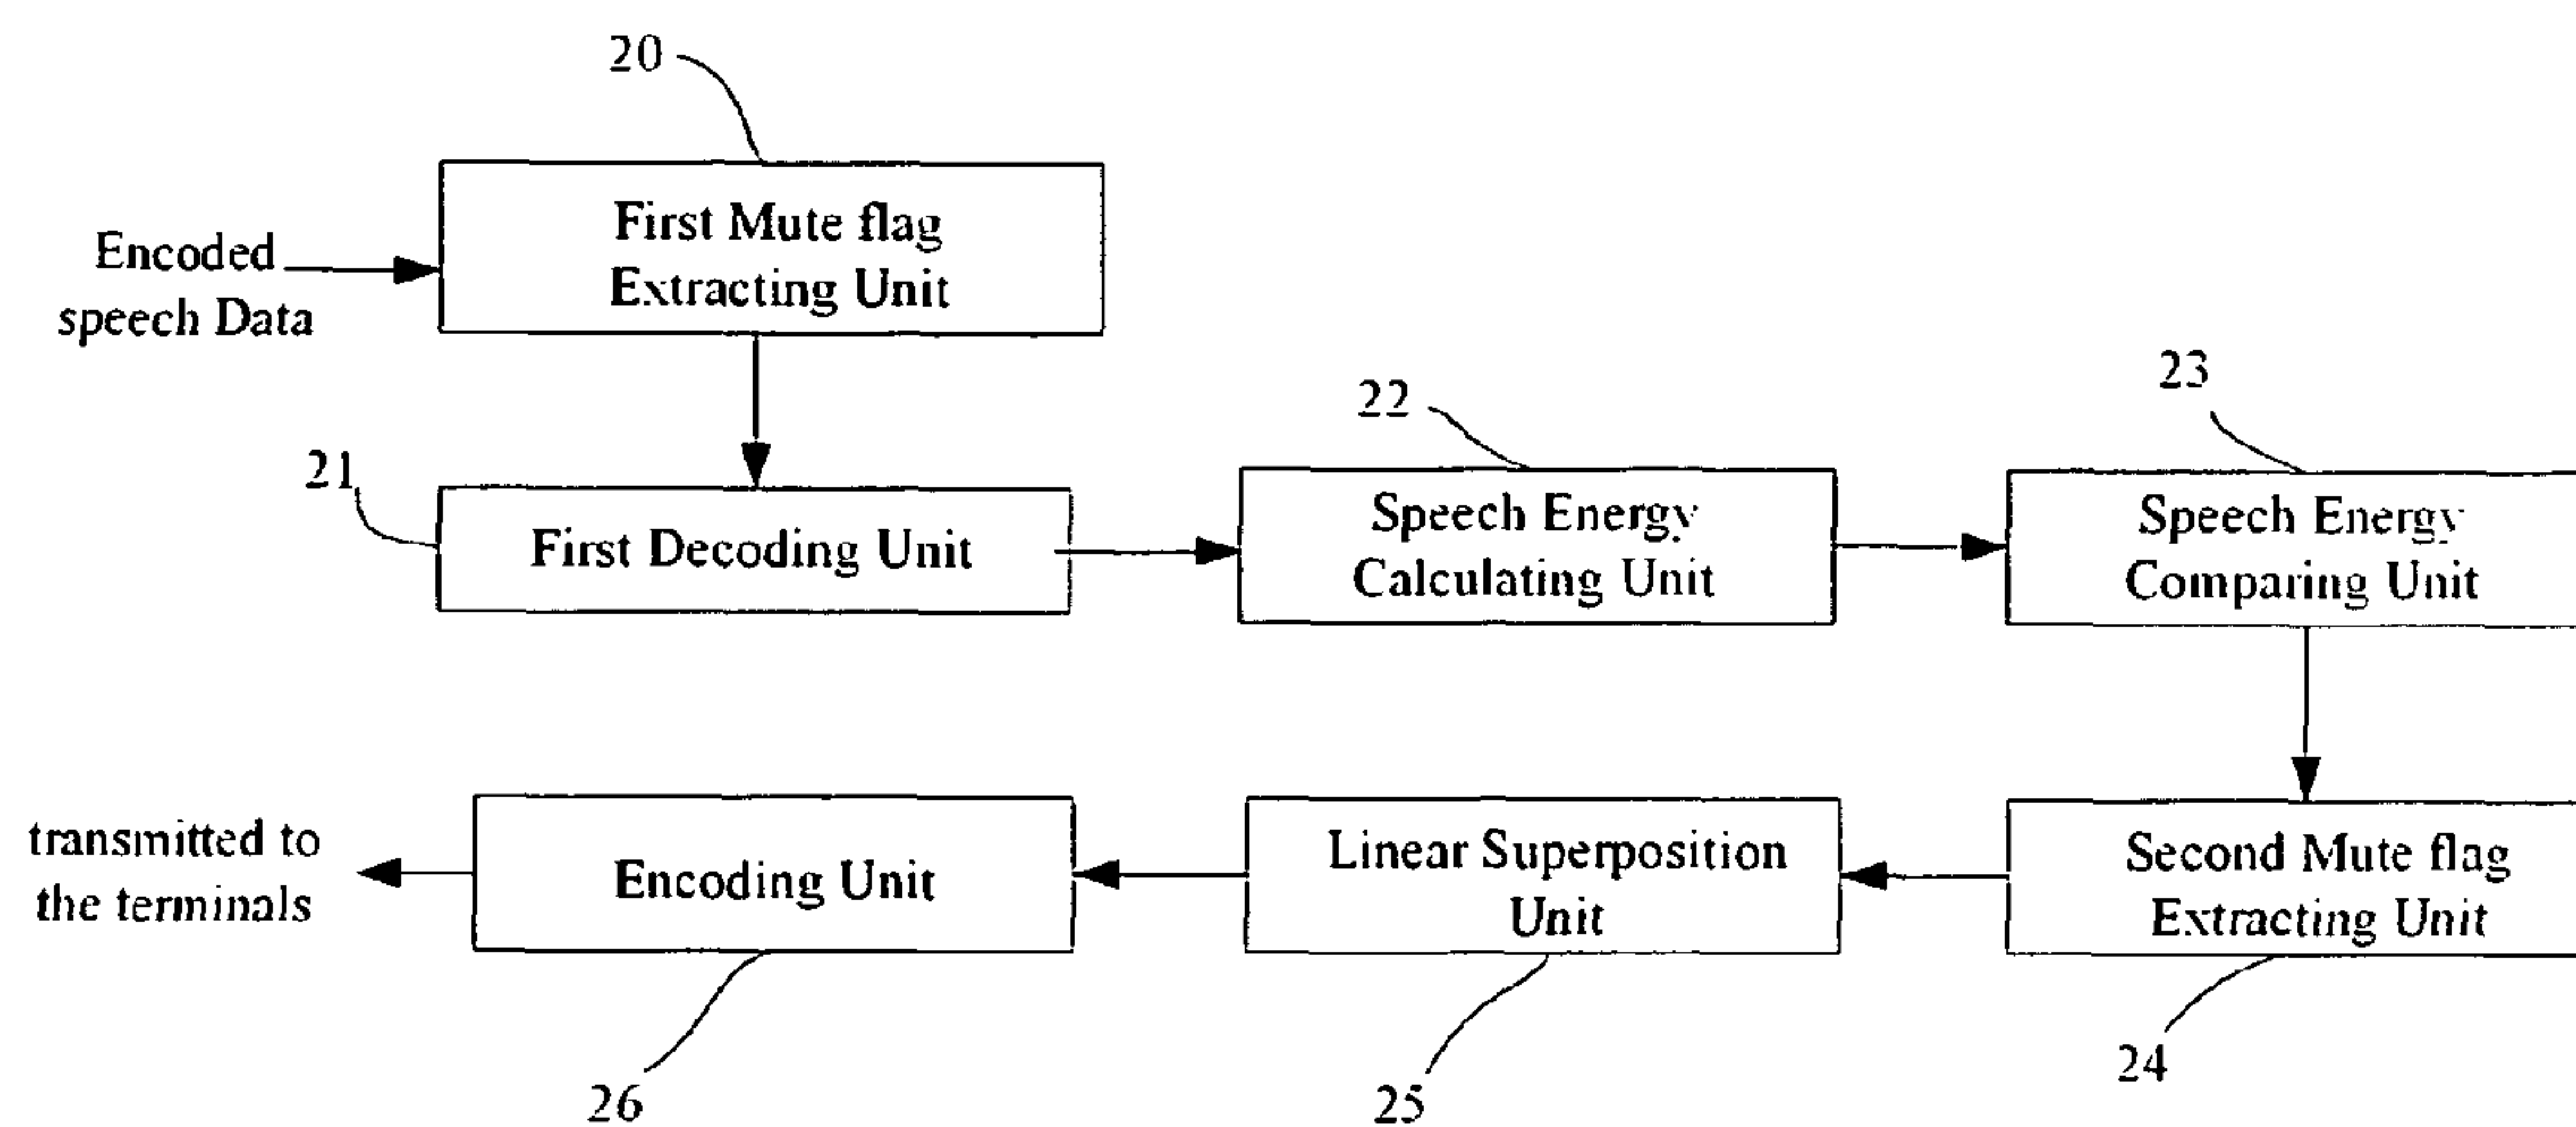 20
First Mute flag
Extracting Unit
Encoded
speech Data
21
First Decoding Unit
22
Speech Energy
Calculating Unit
23
Speech Energy
Comparing Unit
transmitted to
the terminals
Encoding Unit
26
Linear Superposition
Unit
25
Second Mute flag
Extracting Unit
24